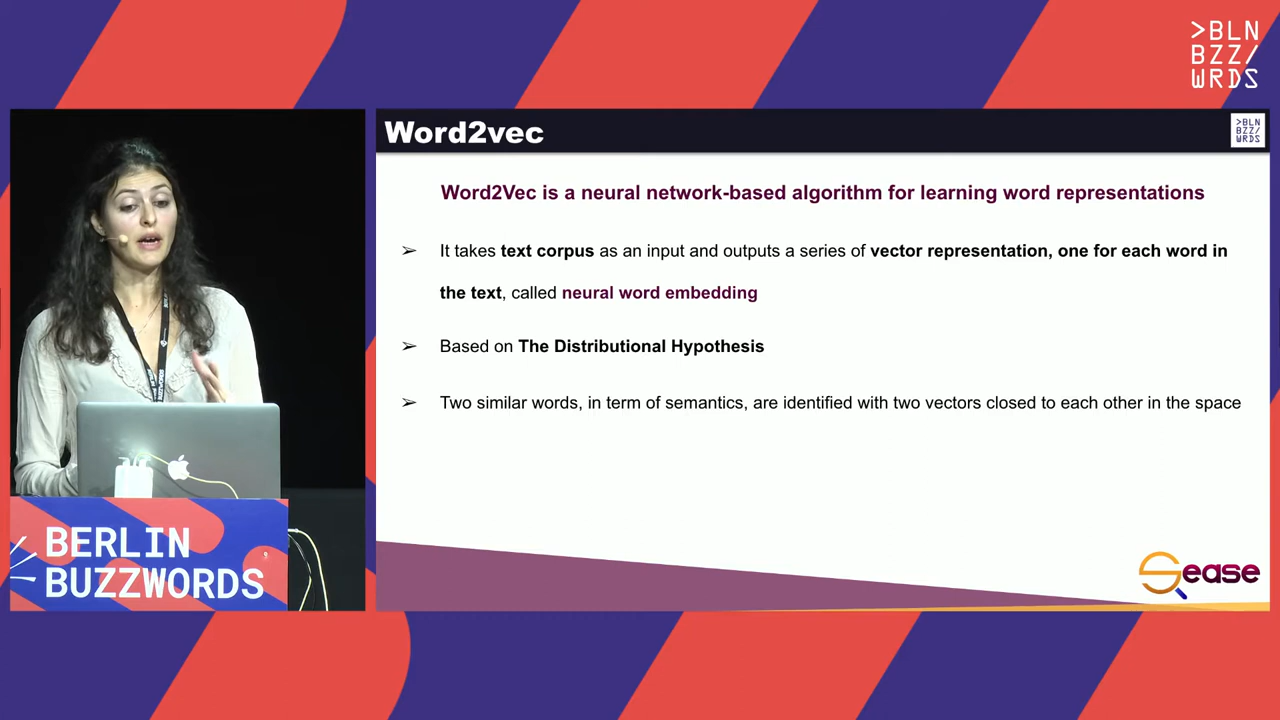 >BLN
BZZ/
WRDS
Word2vec
>BLN
BZZ/
WRDS
Word2Vec is a neural network-based algorithm for learning word representations
➢ It takes text corpus as an input and outputs a series of vector representation, one for each word in
the text, called neural word embedding
➢ Based on The Distributional Hypothesis
➢ Two similar words, in term of semantics, are identified with two vectors closed to each other in the space
BERLIN
BUZZWORDS
Sease